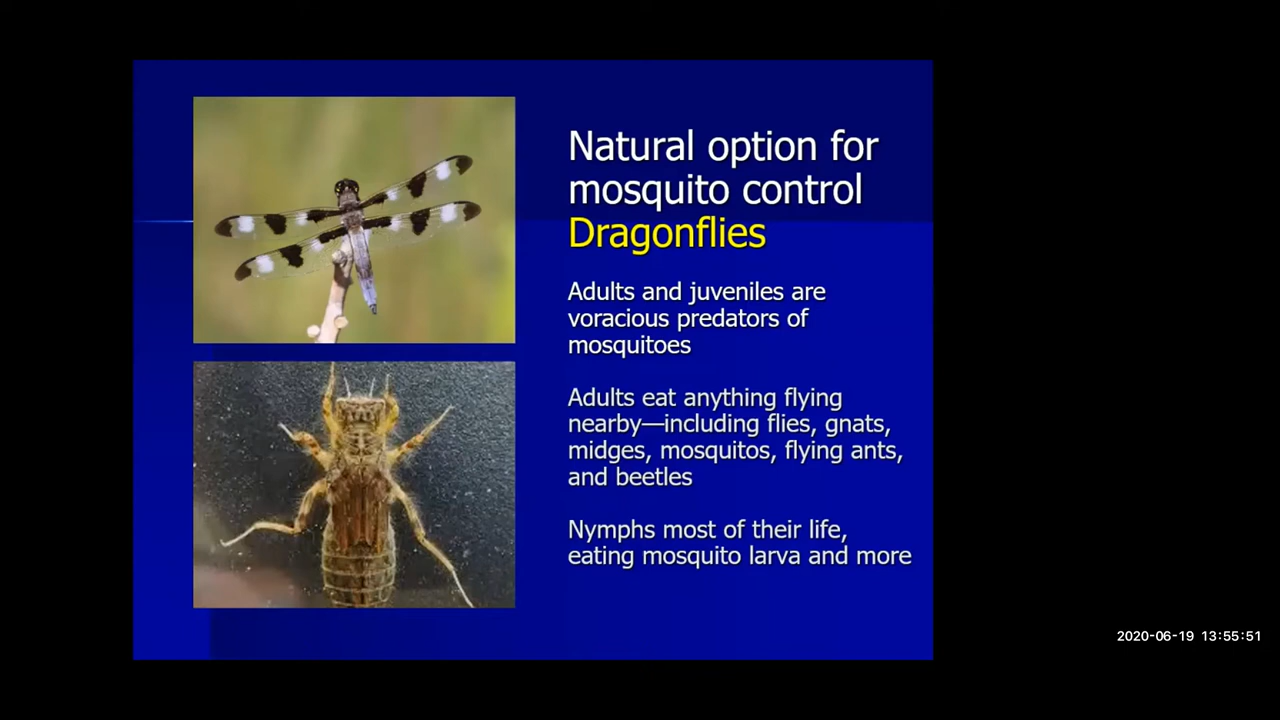 Natural option for
mosquito control
Dragonflies
Adults and juveniles are
voracious predators of
mosquitoes
Adults eat anything flying
nearby—including flies, gnats,
midges, mosquitos, flying ants,
and beetles
Nymphs most of their life,
eating mosquito larva and more
2020-06-19 13:55:51